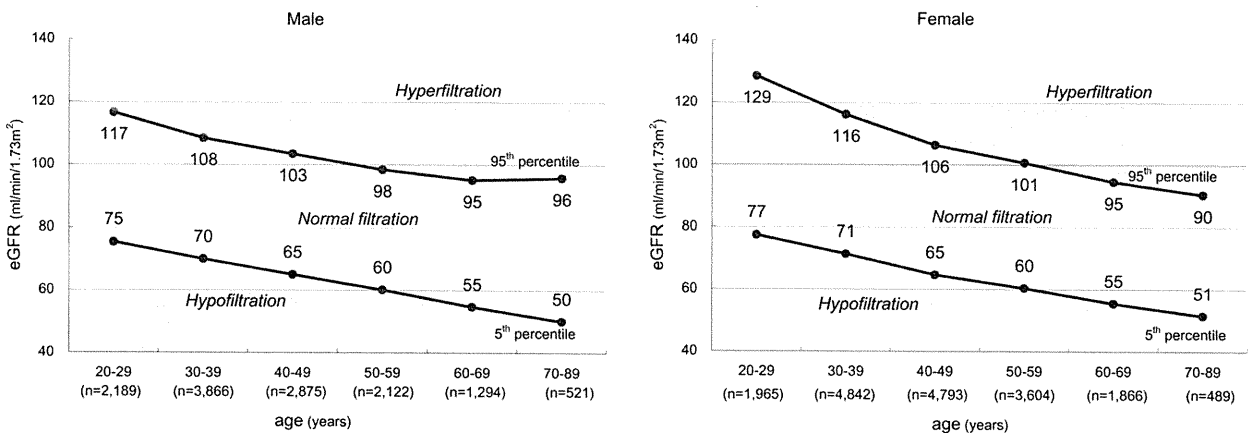 Male
140
120
100
80
60
40
eGFR (ml/min/1.73m²)
Hyperfiltration
117
108
103
98
95
96
95th percentile
Normal filtration
75
70
65
60
55
50
Hypofiltration
5th percentile
20-29 30-39 40-49 50-59 60-69 70-89
(n=2,189) (n=3,866) (n=2,875) (n=2,122) (n=1,294) (n=521)
age (years)
Female
140
120
100
80
60
40
eGFR (ml/min/1.73m²)
Hyperfiltration
129
116
106
101
95
90
95th percentile
Normal filtration
77
71
65
60
55
51
Hypofiltration
5th percentile
20-29 30-39 40-49 50-59 60-69 70-89
(n=1,965) (n=4,842) (n=4,793) (n=3,604) (n=1,866) (n=489)
age (years)